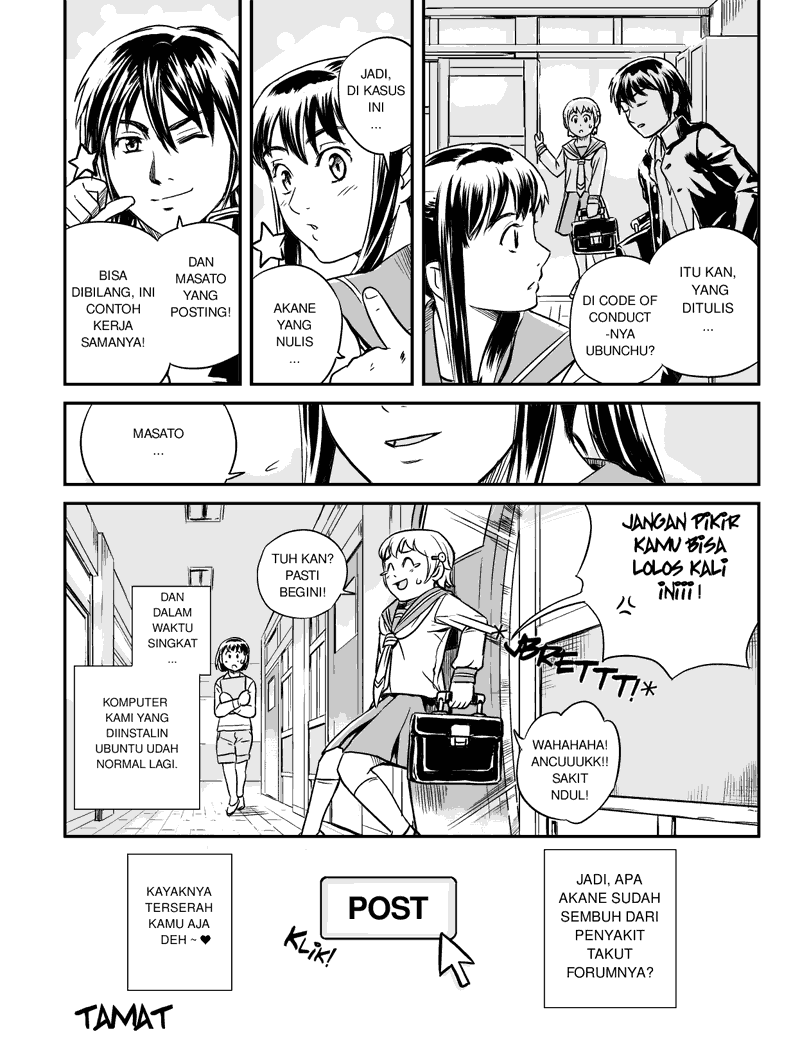 ITU KAN,
YANG
DITULIS
...
DI CODE OF
CONDUCT
-NYA
UBUNCHU?
JADI,
DI KASUS
INI
...
AKANE
YANG
NULIS
...
DAN
MASATO
YANG
POSTING!
BISA
DIBILANG, INI
CONTOH
KERJA
SAMANYA!
MASATO
...
JANGAN PIKIR
KAMU BISA
LOLOS KALI
INIII !
*JBRETTT!*
WAHAHAHA!
ANCUUUKK!!
SAKIT
NDUL!
TUH KAN?
PASTI
BEGINI!
DAN
DALAM
WAKTU
SINGKAT
...
KOMPUTER
KAMI YANG
DIINSTALIN
UBUNTU UDAH
NORMAL LAGI.
JADI, APA
AKANE SUDAH
SEMBUH DARI
PENYAKIT
TAKUT
FORUMNYA?
POST
KLIK!
KAYAKNYA
TERSERAH
KAMU AJA
DEH ~ ♥
TAMAT